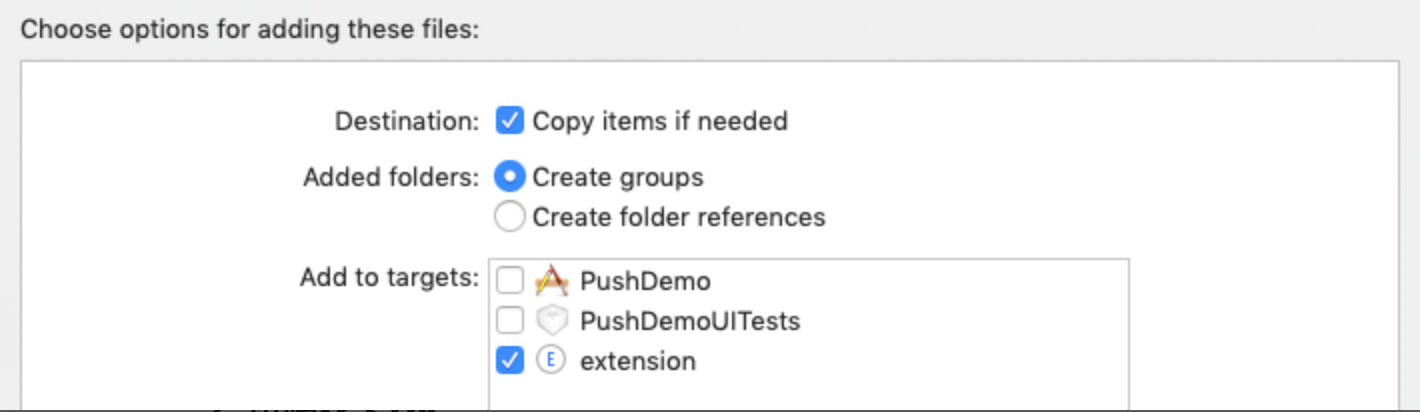 Choose options for adding these files:
Destination: Copy items if needed
Added folders: Create groups
Create folder references
Add to targets: PushDemo
PushDemoUITests
E extension